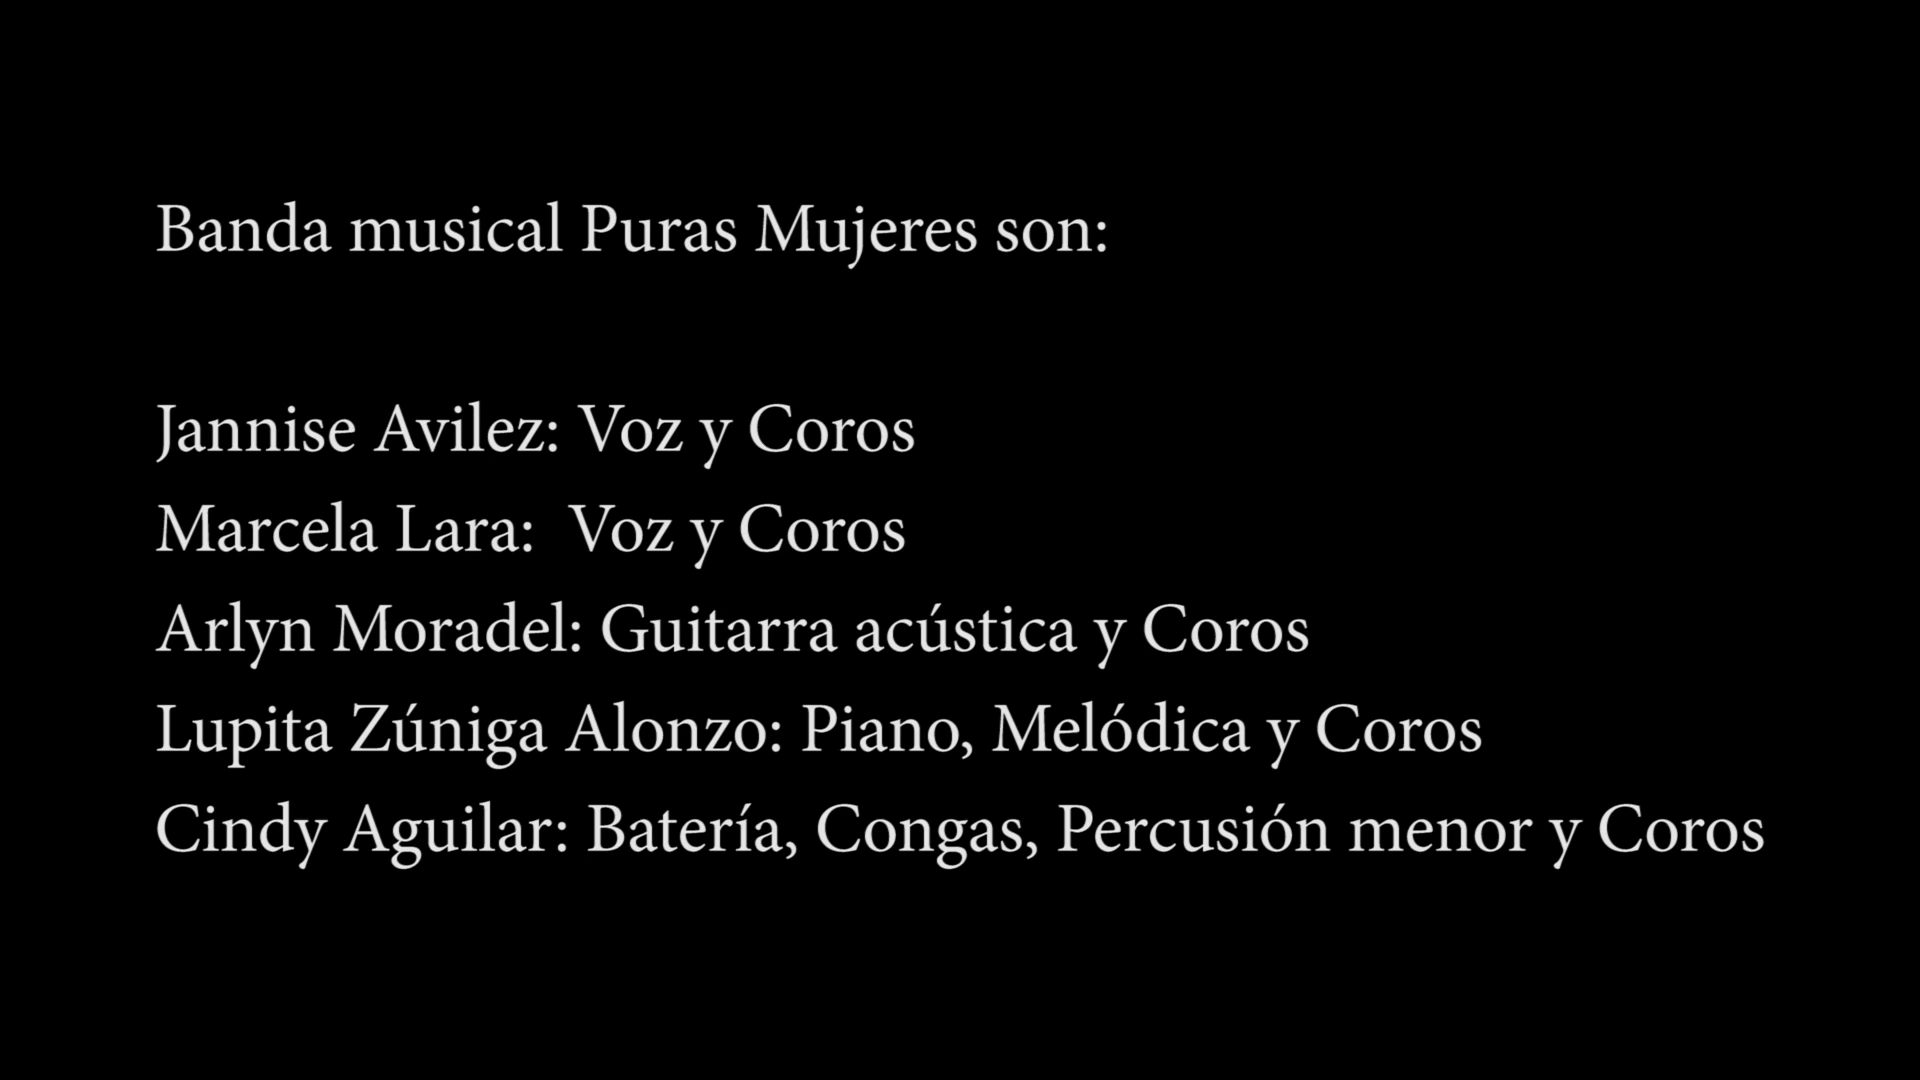 Banda musical Puras Mujeres son:
Jannise Avilez: Voz y Coros
Marcela Lara:  Voz y Coros
Arlyn Moradel: Guitarra acústica y Coros
Lupita Zúniga Alonzo: Piano, Melódica y Coros
Cindy Aguilar: Batería, Congas, Percusión menor y Coros